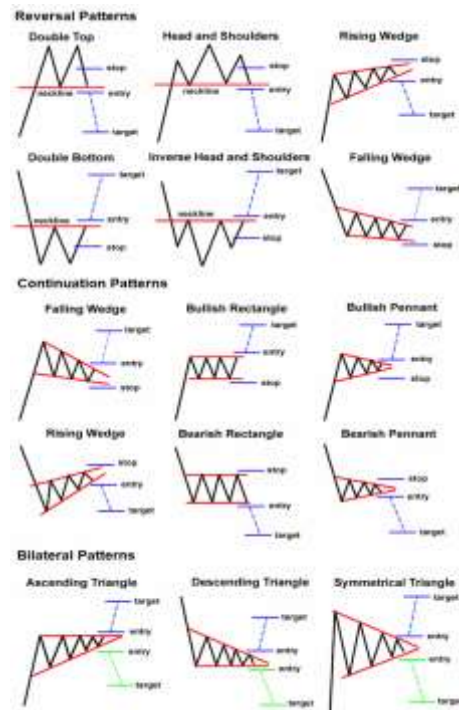 Reversal Patterns
Double Top
stop
neckline
entry
target
Head and Shoulders
stop
neckline
entry
target
Rising Wedge
stop
entry
target
Double Bottom
target
neckline
entry
stop
Inverse Head and Shoulders
target
neckline
entry
stop
Falling Wedge
target
entry
stop
Continuation Patterns
Falling Wedge
target
entry
stop
Bullish Rectangle
target
entry
stop
Bullish Pennant
target
entry
stop
Rising Wedge
stop
entry
target
Bearish Rectangle
stop
entry
target
Bearish Pennant
stop
entry
target
Bilateral Patterns
Ascending Triangle
target
entry
entry
target
Descending Triangle
target
entry
entry
target
Symmetrical Triangle
target
entry
entry
target